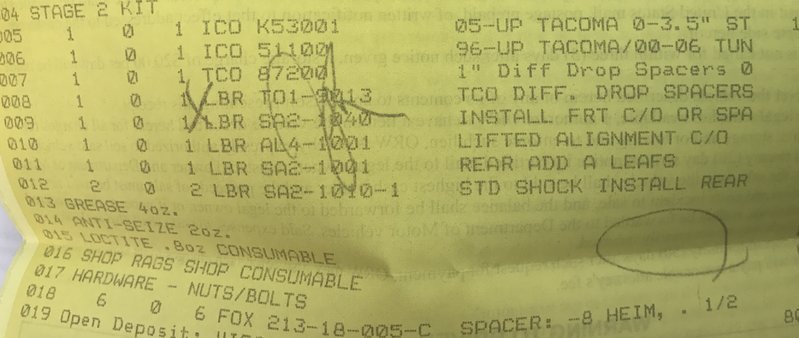 04 STAGE 2 KIT
005 1 0 1 ICO K53001 05-UP TACOMA 0-3.5" ST 1
006 1 0 1 ICO 51100 96-UP TACOMA/00-06 TUN
007 1 0 1 TCO 87200 1" Diff Drop Spacers 0
008 1 0 1 LBR TO1-9013 TCO DIFF. DROP SPACERS
009 1 0 1 LBR SA2-1040 INSTALL FRT C/O OR SPA
010 1 0 1 LBR AL4-1001 LIFTED ALIGNMENT C/O
011 1 0 1 LBR SA2-1001 REAR ADD A LEAFS
012 2 0 2 LBR SA2-1010-1 STD SHOCK INSTALL REAR
013 GREASE 4oz.
014 ANTI-SEIZE 2oz.
015 LOCTITE .8oz CONSUMABLE
016 SHOP RAGS SHOP CONSUMABLE
017 HARDWARE - NUTS/BOLTS
018 6 0 6 FOX 213-18-005-C SPACER: -8 HEIM, . 1/2
019 Open Deposit: